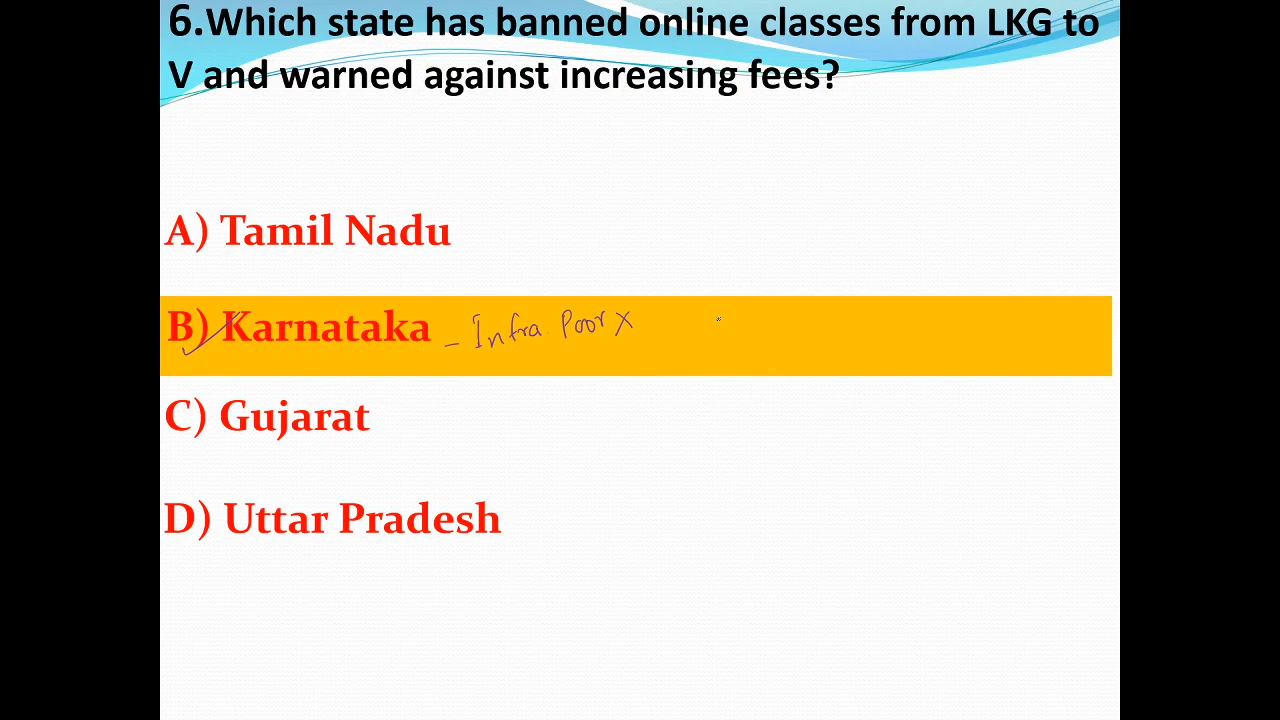 6.Which state has banned online classes from LKG to
V and warned against increasing fees?
A) Tamil Nadu
B) Karnataka - Infra Poor X
C) Gujarat
D) Uttar Pradesh